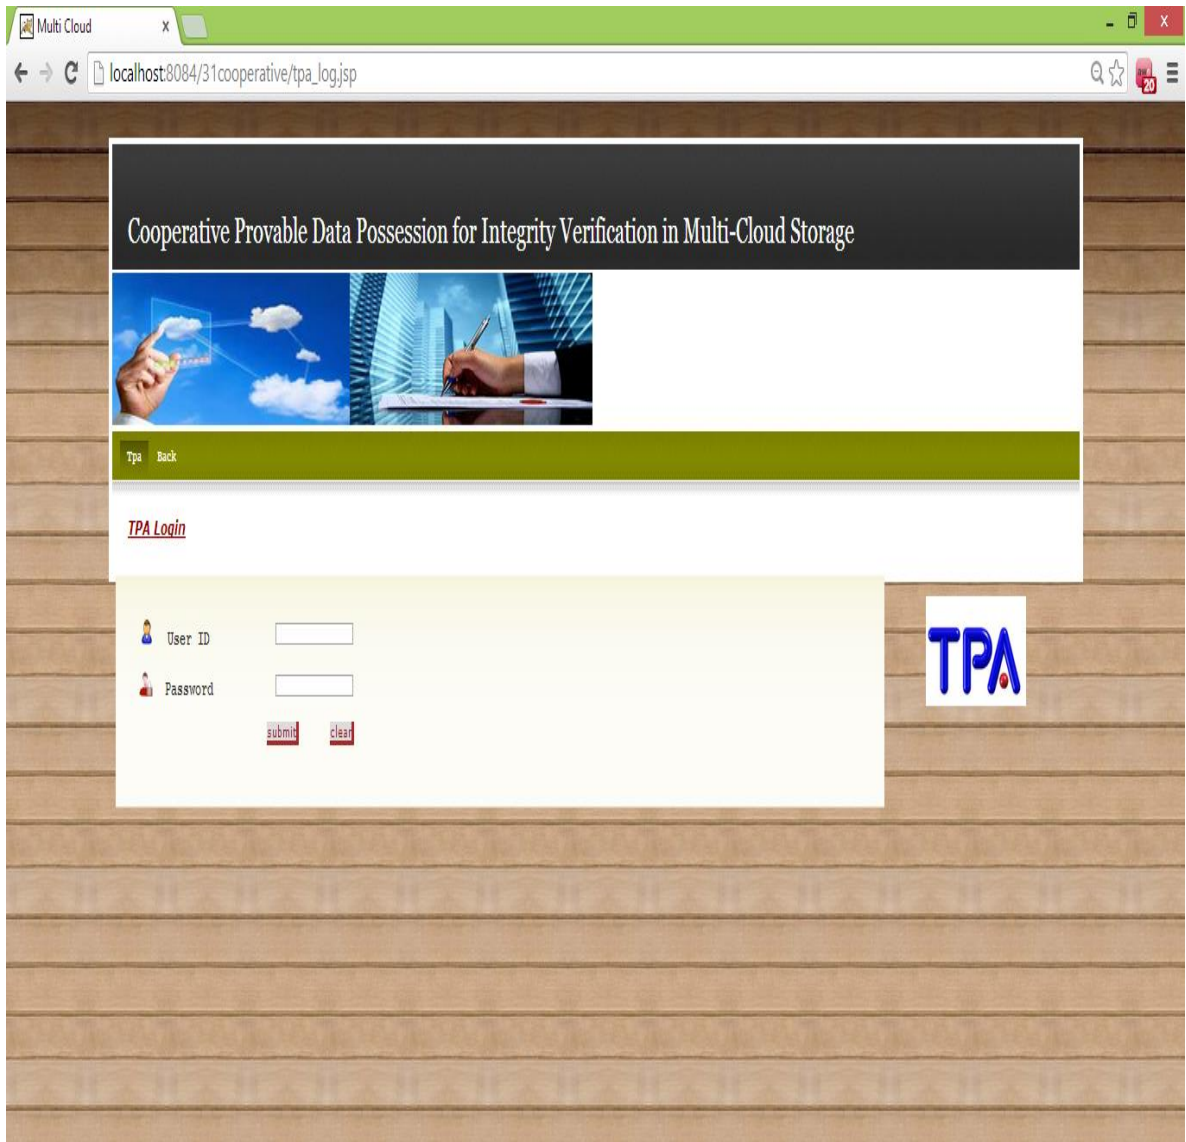 Multi Cloud
localhost:8084/31cooperative/tpa_log.jsp
20
Cooperative Provable Data Possession for Integrity Verification in Multi-Cloud Storage
Tpa Back
TPA Login
User ID
TPA
Password
submit clear